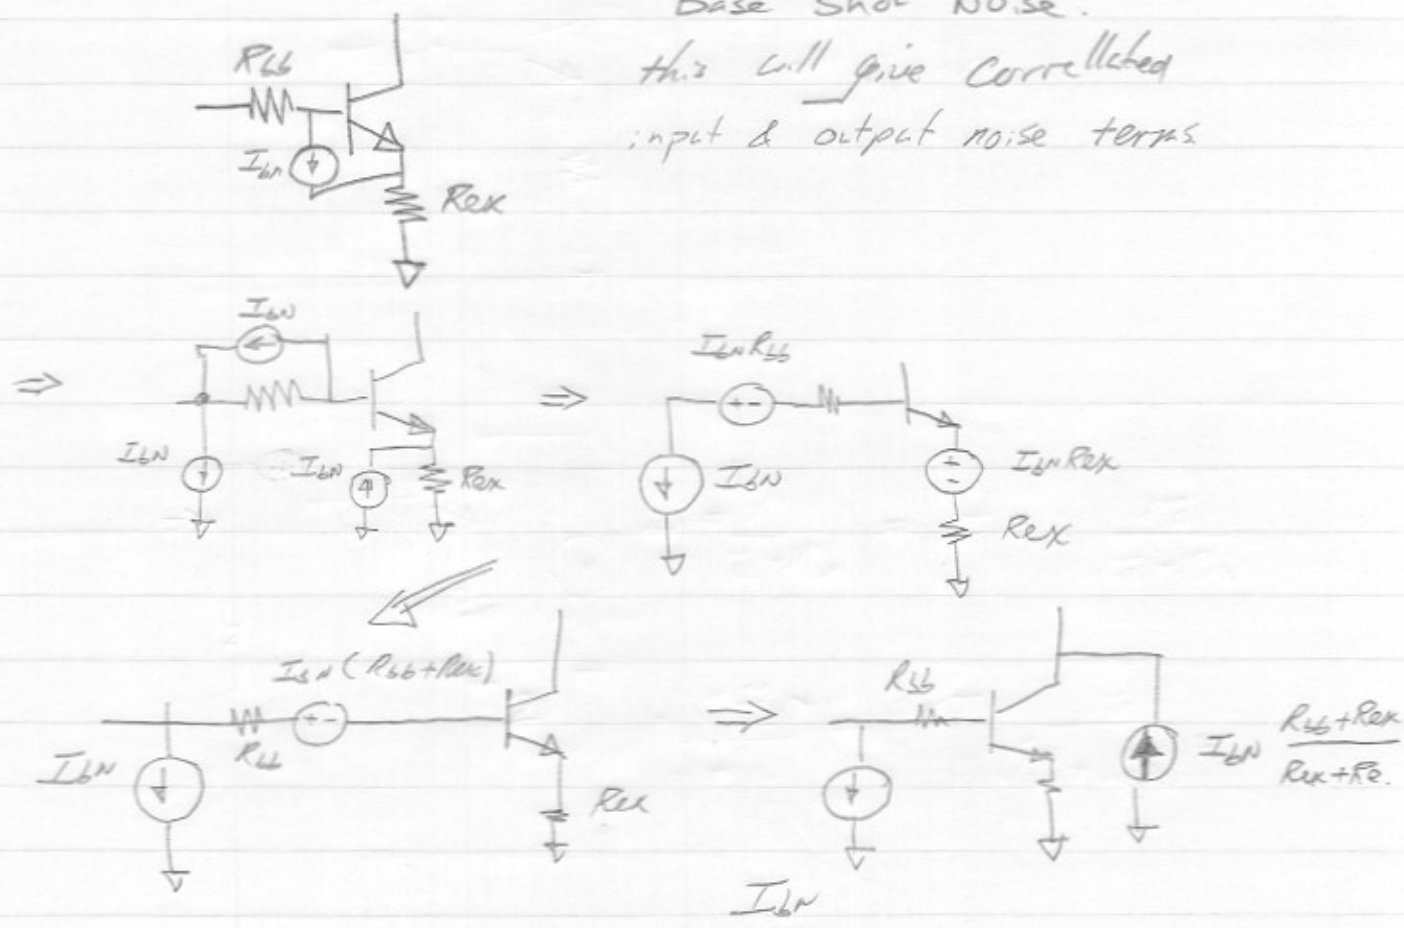 Base Shot Noise.
this will give Correllated
input & output noise terms
Rbb
Ibn
Rex
IbN
IbN
IbN
Rex
IbNRbb
IbN
IbNRex
Rex
IbN(Rbb+Rex)
Rbb
IbN
Rex
Rbb
IbN
Rbb+Rex
Rex+Re.
IbN